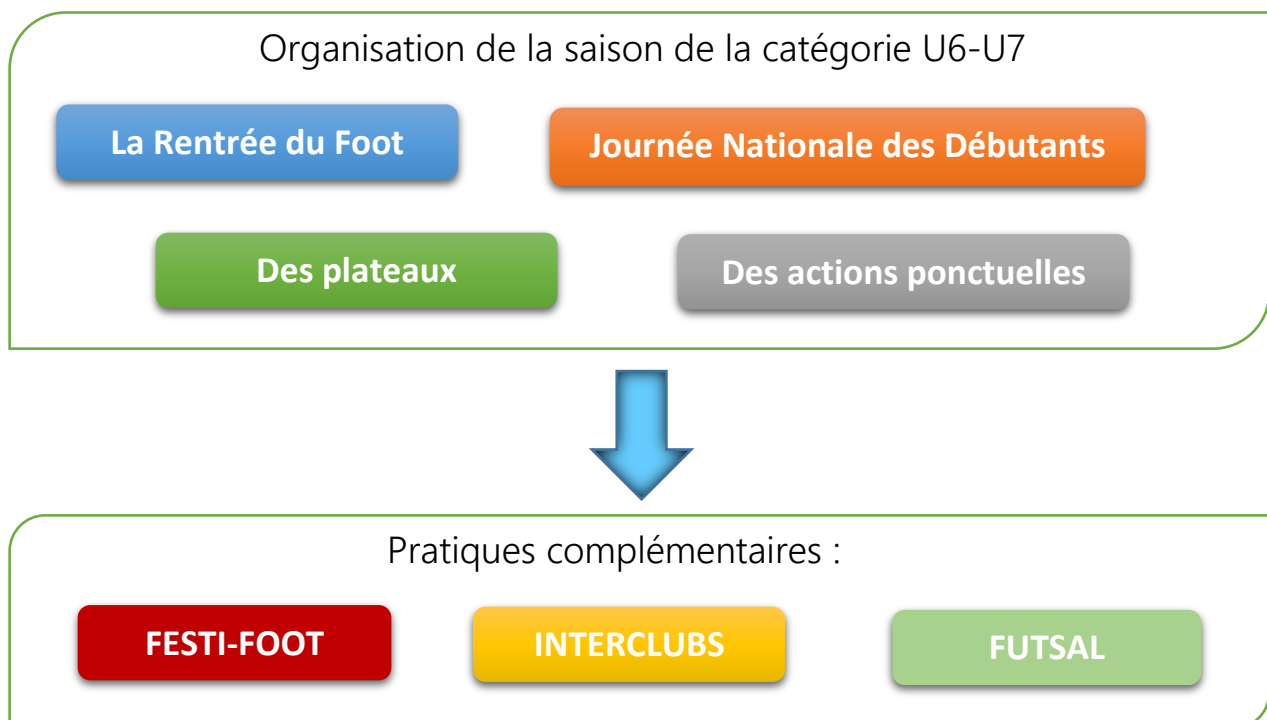 Organisation de la saison de la catégorie U6-U7
La Rentrée du Foot
Journée Nationale des Débutants
Des plateaux
Des actions ponctuelles
Pratiques complémentaires :
FESTI-FOOT
INTERCLUBS
FUTSAL